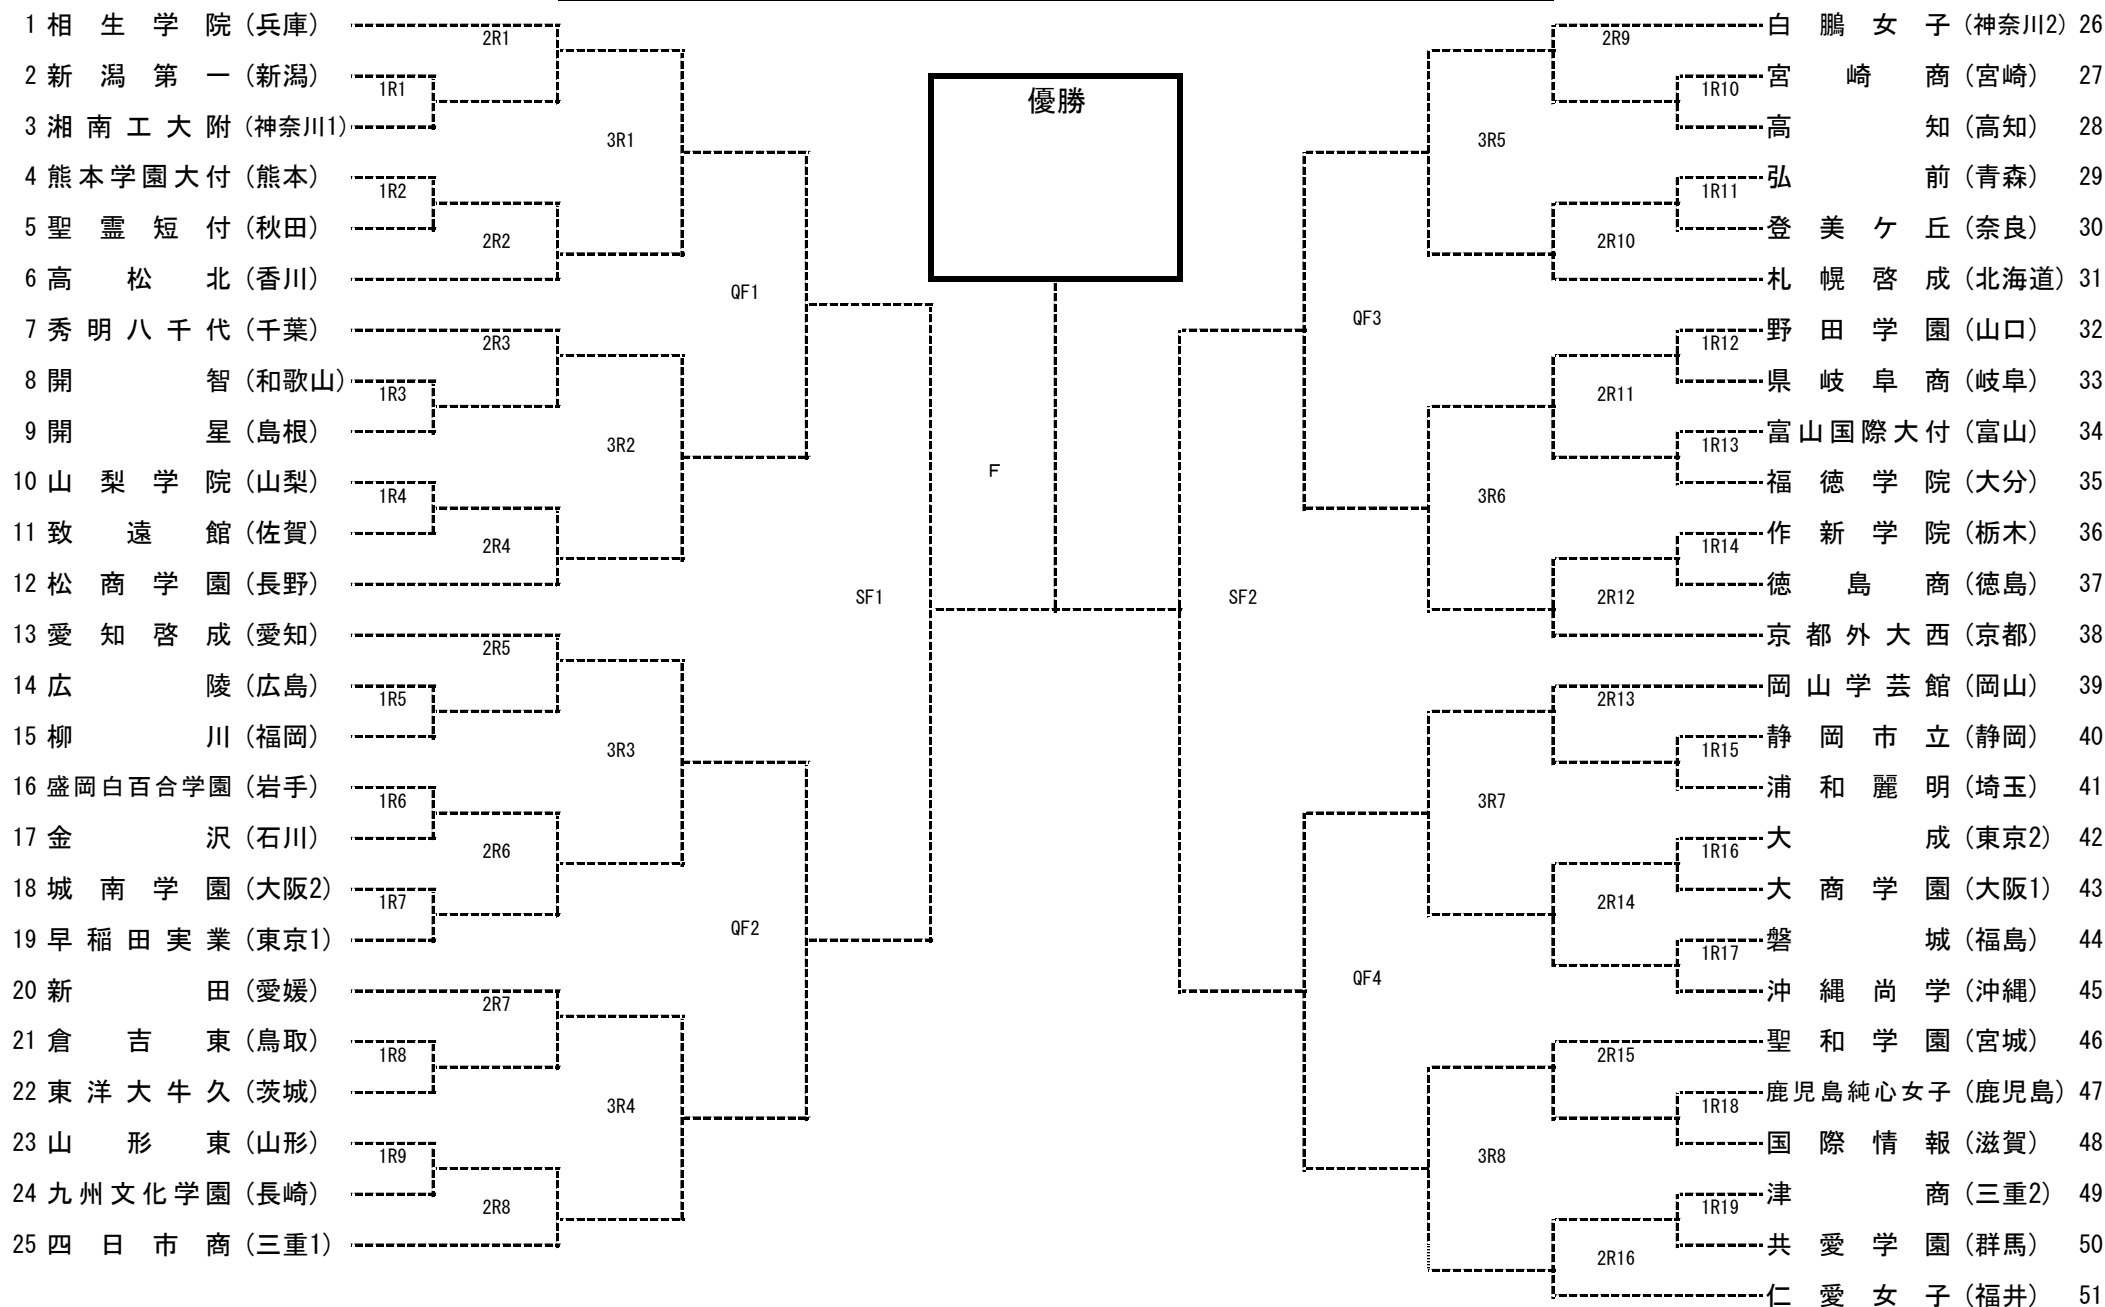 1 相生学院 (兵庫)
2 新潟第一 (新潟)
3 湘南工大附 (神奈川1)
4 熊本学園大付 (熊本)
5 聖霊短付 (秋田)
6 高松北 (香川)
7 秀明八千代 (千葉)
8 開智 (和歌山)
9 開星 (島根)
10 山梨学院 (山梨)
11 致遠館 (佐賀)
12 松商学園 (長野)
13 愛知啓成 (愛知)
14 広陵 (広島)
15 柳川 (福岡)
16 盛岡白百合学園 (岩手)
17 金沢 (石川)
18 城南学園 (大阪2)
19 早稲田実業 (東京1)
20 新田 (愛媛)
21 倉吉東 (鳥取)
22 東洋大牛久 (茨城)
23 山形東 (山形)
24 九州文化学園 (長崎)
25 四日市商 (三重1)
1R1
1R2
1R3
1R4
1R5
1R6
1R7
1R8
1R9
2R1
2R2
2R3
2R4
2R5
2R6
2R7
2R8
3R1
3R2
3R3
3R4
QF1
QF2
SF1
優勝
F
SF2
QF3
QF4
3R5
3R6
3R7
3R8
2R9
2R10
2R11
2R12
2R13
2R14
2R15
2R16
1R10
1R11
1R12
1R13
1R14
1R15
1R16
1R17
1R18
1R19
白鵬女子 (神奈川2) 26
宮崎商 (宮崎) 27
高知 (高知) 28
弘前 (青森) 29
登美ケ丘 (奈良) 30
札幌啓成 (北海道) 31
野田学園 (山口) 32
県岐阜商 (岐阜) 33
富山国際大付 (富山) 34
福徳学院 (大分) 35
作新学院 (栃木) 36
徳島商 (徳島) 37
京都外大西 (京都) 38
岡山学芸館 (岡山) 39
静岡市立 (静岡) 40
浦和麗明 (埼玉) 41
大成 (東京2) 42
大商学園 (大阪1) 43
磐城 (福島) 44
沖縄尚学 (沖縄) 45
聖和学園 (宮城) 46
鹿児島純心女子 (鹿児島) 47
国際情報 (滋賀) 48
津商 (三重2) 49
共愛学園 (群馬) 50
仁愛女子 (福井) 51